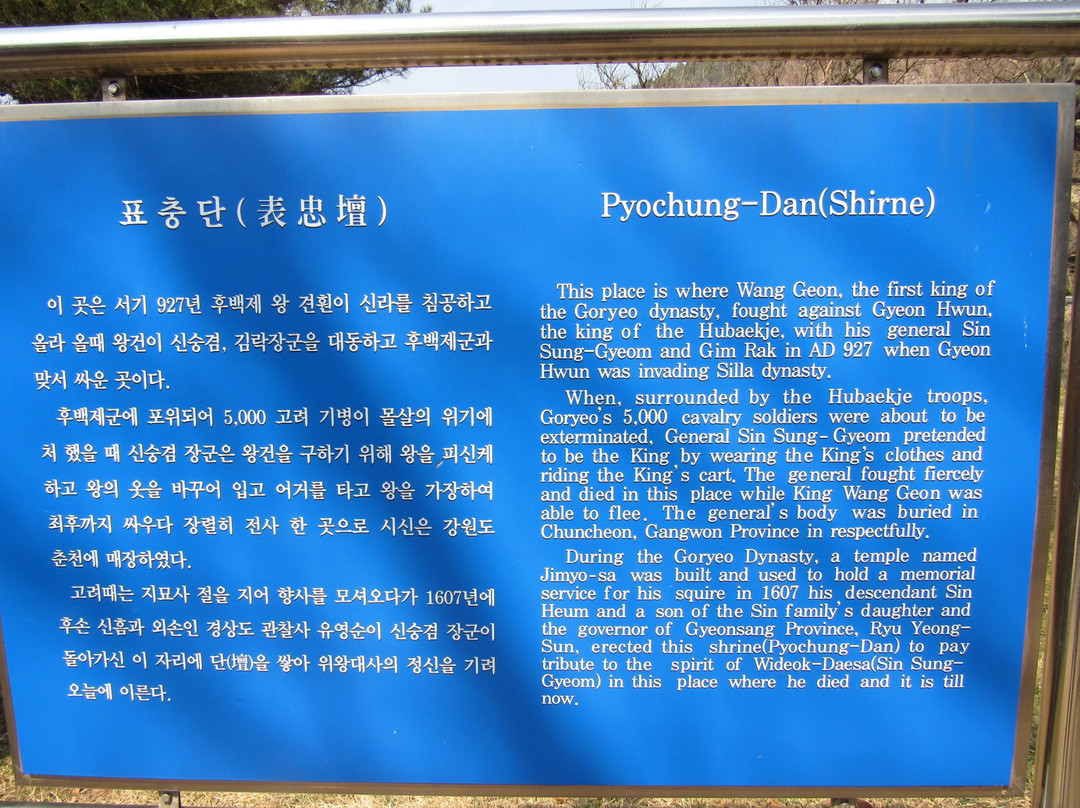 표충단(表忠壇)
이 곳은 서기 927년 후백제 왕 견훤이 신라를 침공하고
올라 올때 왕건이 신숭겸, 김락장군을 대동하고 후백제군과
맞서 싸운 곳이다.
후백제군에 포위되어 5,000 고려 기병이 몰살의 위기에
처 했을 때 신숭겸 장군은 왕건을 구하기 위해 왕을 피신케
하고 왕의 옷을 바꾸어 입고 어거를 타고 왕을 가장하여
최후까지 싸우다 장렬히 전사 한 곳으로 시신은 강원도
춘천에 매장하였다.
고려때는 지묘사 절을 지어 향사를 모셔오다가 1607년에
후손 신흠과 외손인 경상도 관찰사 유영순이 신숭겸 장군이
돌아가신 이 자리에 단(壇)을 쌓아 위왕대사의 정신을 기려
오늘에 이른다.
Pyochung-Dan(Shirne)
This place is where Wang Geon, the first king of
the Goryeo dynasty, fought against Gyeon Hwun,
the king of the Hubaekje, with his general Sin
Sung-Gyeom and Gim Rak in AD 927 when Gyeon
Hwun was invading Silla dynasty.
When, surrounded by the Hubaekje troops,
Goryeo's 5,000 cavalry soldiers were about to be
exterminated, General Sin Sung-Gyeom pretended
to be the King by wearing the King's clothes and
riding the King's cart. The general fought fiercely
and died in this place while King Wang Geon was
able to flee. The general's body was buried in
Chuncheon, Gangwon Province in respectfully.
During the Goryeo Dynasty, a temple named
Jimyo-sa was built and used to hold a memorial
service for his squire in 1607 his descendant Sin
Heum and a son of the Sin family's daughter and
the governor of Gyeonsang Province, Ryu Yeong-
Sun, erected this shrine(Pyochung-Dan) to pay
tribute to the spirit of Wideok-Daesa(Sin Sung-
Gyeom) in this place where he died and it is till
now.